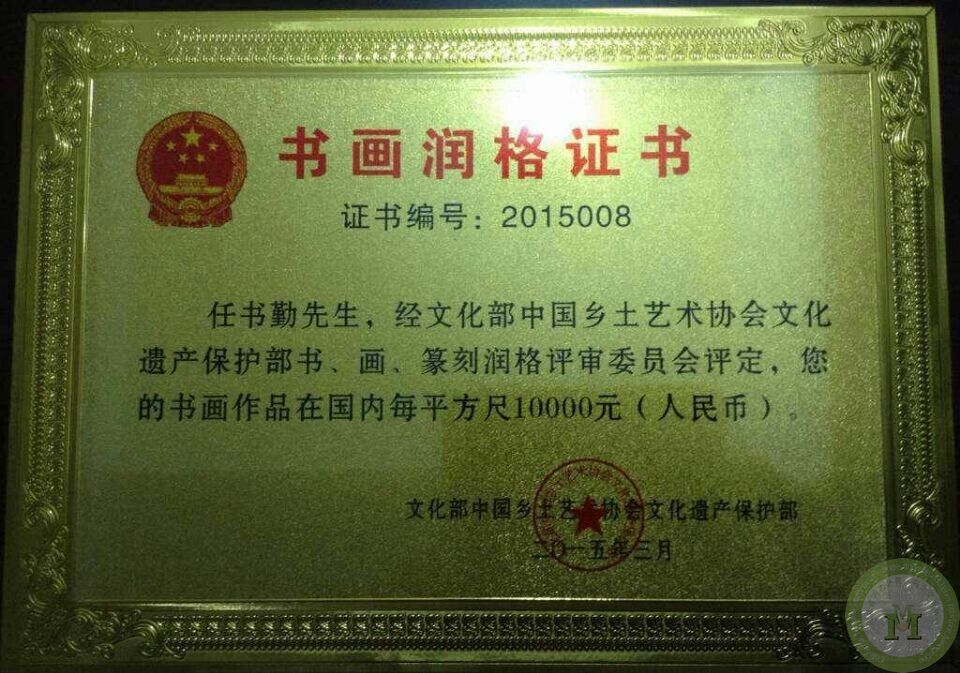 书画润格证书
证书编号：2015008
任书勤先生，经文化部中国乡土艺术协会文化
遗产保护部书、画、篆刻润格评审委员会评定，您
的书画作品在国内每平方尺10000元（人民币）。
文化部中国乡土艺术协会文化遗产保护部
二〇一五年三月
M